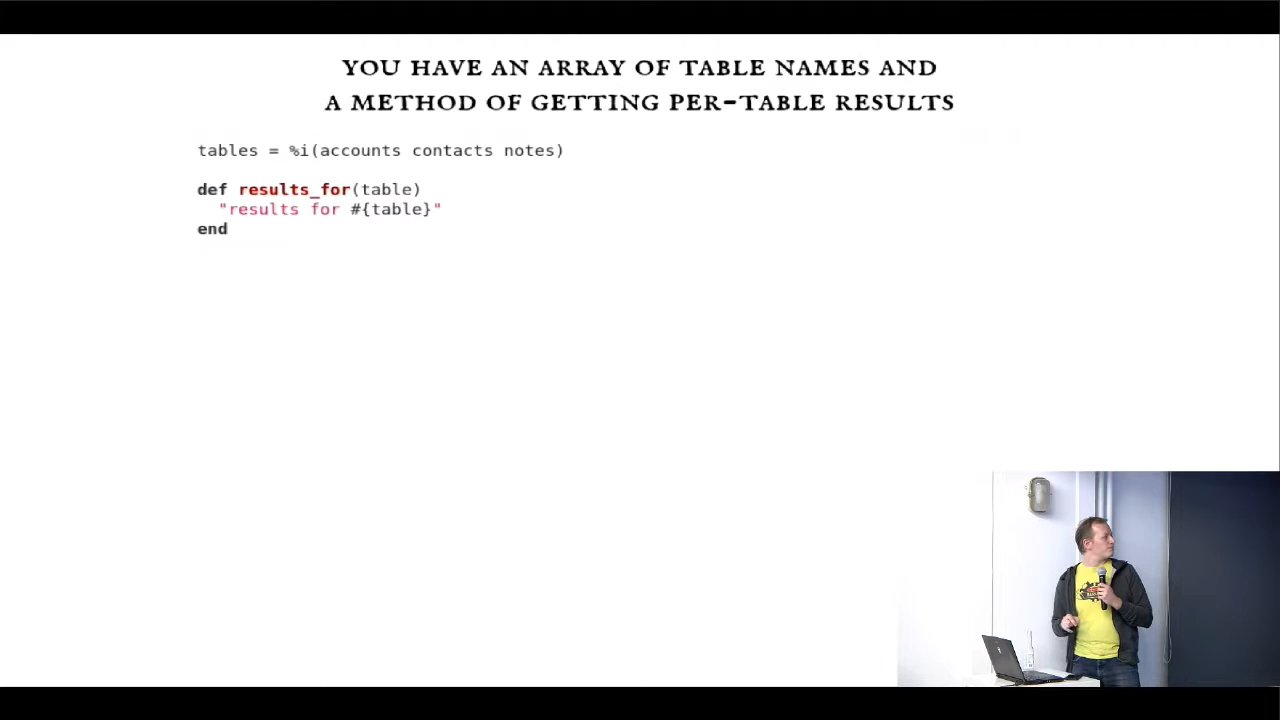 YOU HAVE AN ARRAY OF TABLE NAMES AND
A METHOD OF GETTING PER-TABLE RESULTS
tables = %i(accounts contacts notes)
def results_for(table)
"results for #{table}"
end